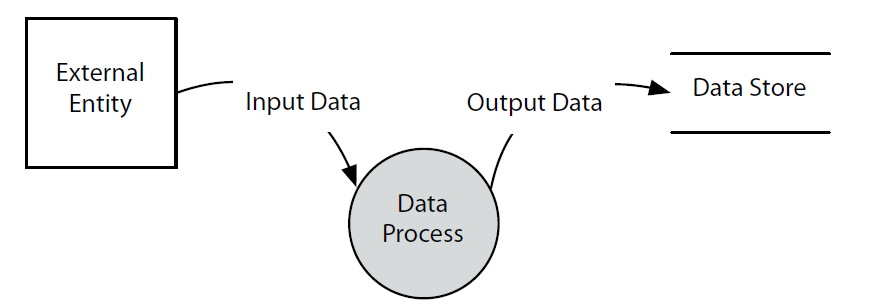 External
Entity
Input Data
Output Data
Data Store
Data
Process